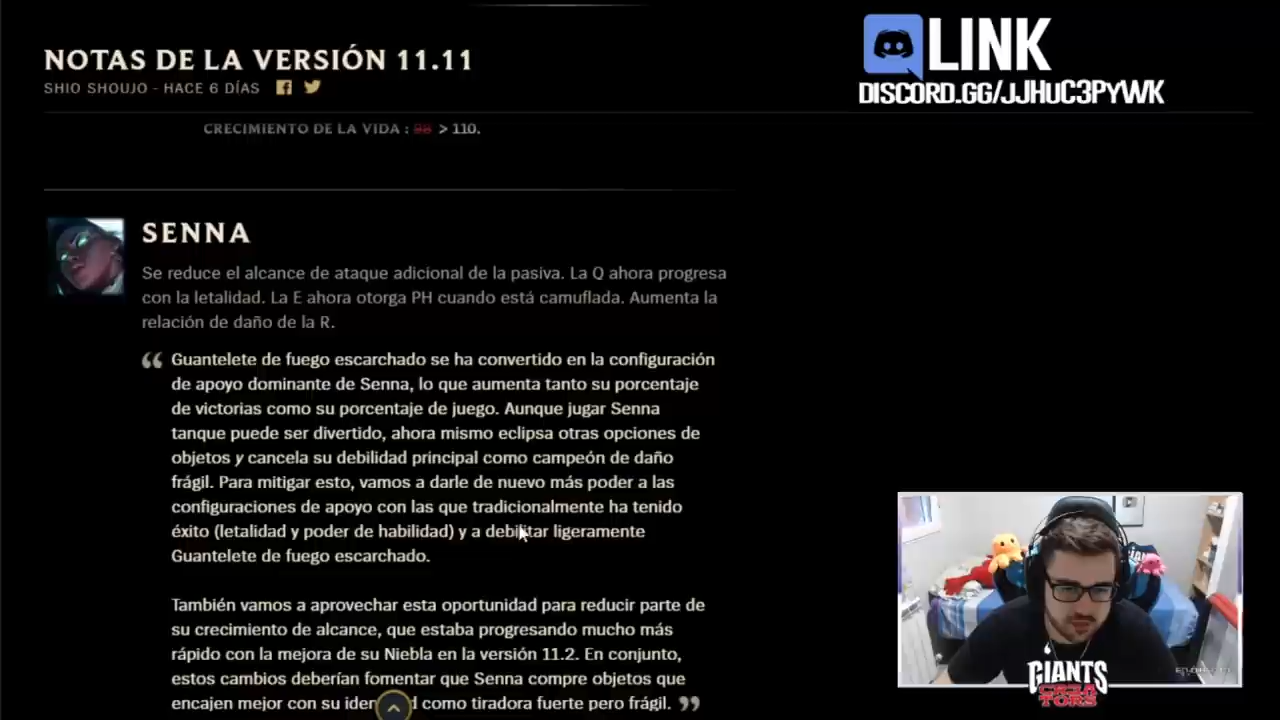 NOTAS DE LA VERSIÓN 11.11
SHIO SHOUJO - HACE 6 DÍAS
LINK
DISCORD.GG/JJHUC3PYWK
CRECIMIENTO DE LA VIDA : 98 > 110.
SENNA
Se reduce el alcance de ataque adicional de la pasiva. La Q ahora progresa
con la letalidad. La E ahora otorga PH cuando está camuflada. Aumenta la
relación de daño de la R.
“ Guantelete de fuego escarchado se ha convertido en la configuración
de apoyo dominante de Senna, lo que aumenta tanto su porcentaje
de victorias como su porcentaje de juego. Aunque jugar Senna
tanque puede ser divertido, ahora mismo eclipsa otras opciones de
objetos y cancela su debilidad principal como campeón de daño
frágil. Para mitigar esto, vamos a darle de nuevo más poder a las
configuraciones de apoyo con las que tradicionalmente ha tenido
éxito (letalidad y poder de habilidad) y a debilitar ligeramente
Guantelete de fuego escarchado.
También vamos a aprovechar esta oportunidad para reducir parte de
su crecimiento de alcance, que estaba progresando mucho más
rápido con la mejora de su Niebla en la versión 11.2. En conjunto,
estos cambios deberían fomentar que Senna compre objetos que
encajen mejor con su como tiradora fuerte pero frágil. ”
GIANTS
CREATORS